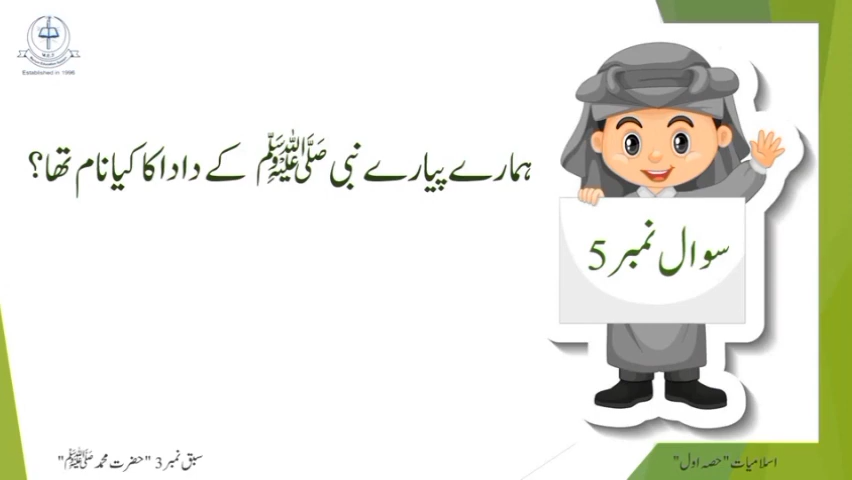 Established in 1996
ہمارے پیارے نبی ﷺ کے دادا کا کیا نام تھا؟
سوال نمبر 5
اسلامیات "حصہ اول"
سبق نمبر 3 "حضرت محمد ﷺ"